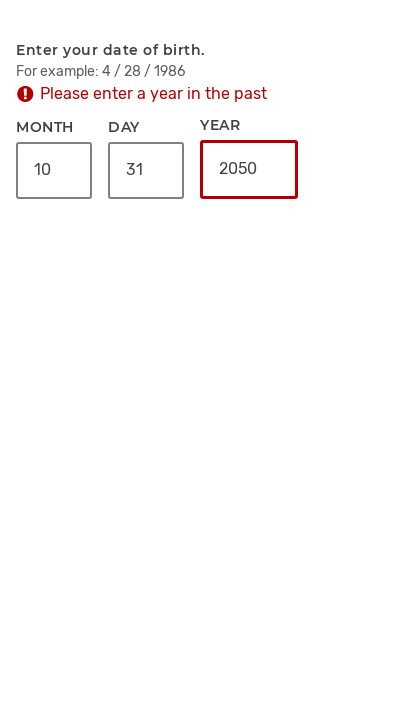 Enter your date of birth.
For example: 4 / 28 / 1986
Please enter a year in the past
MONTH DAY YEAR
10 31 2050